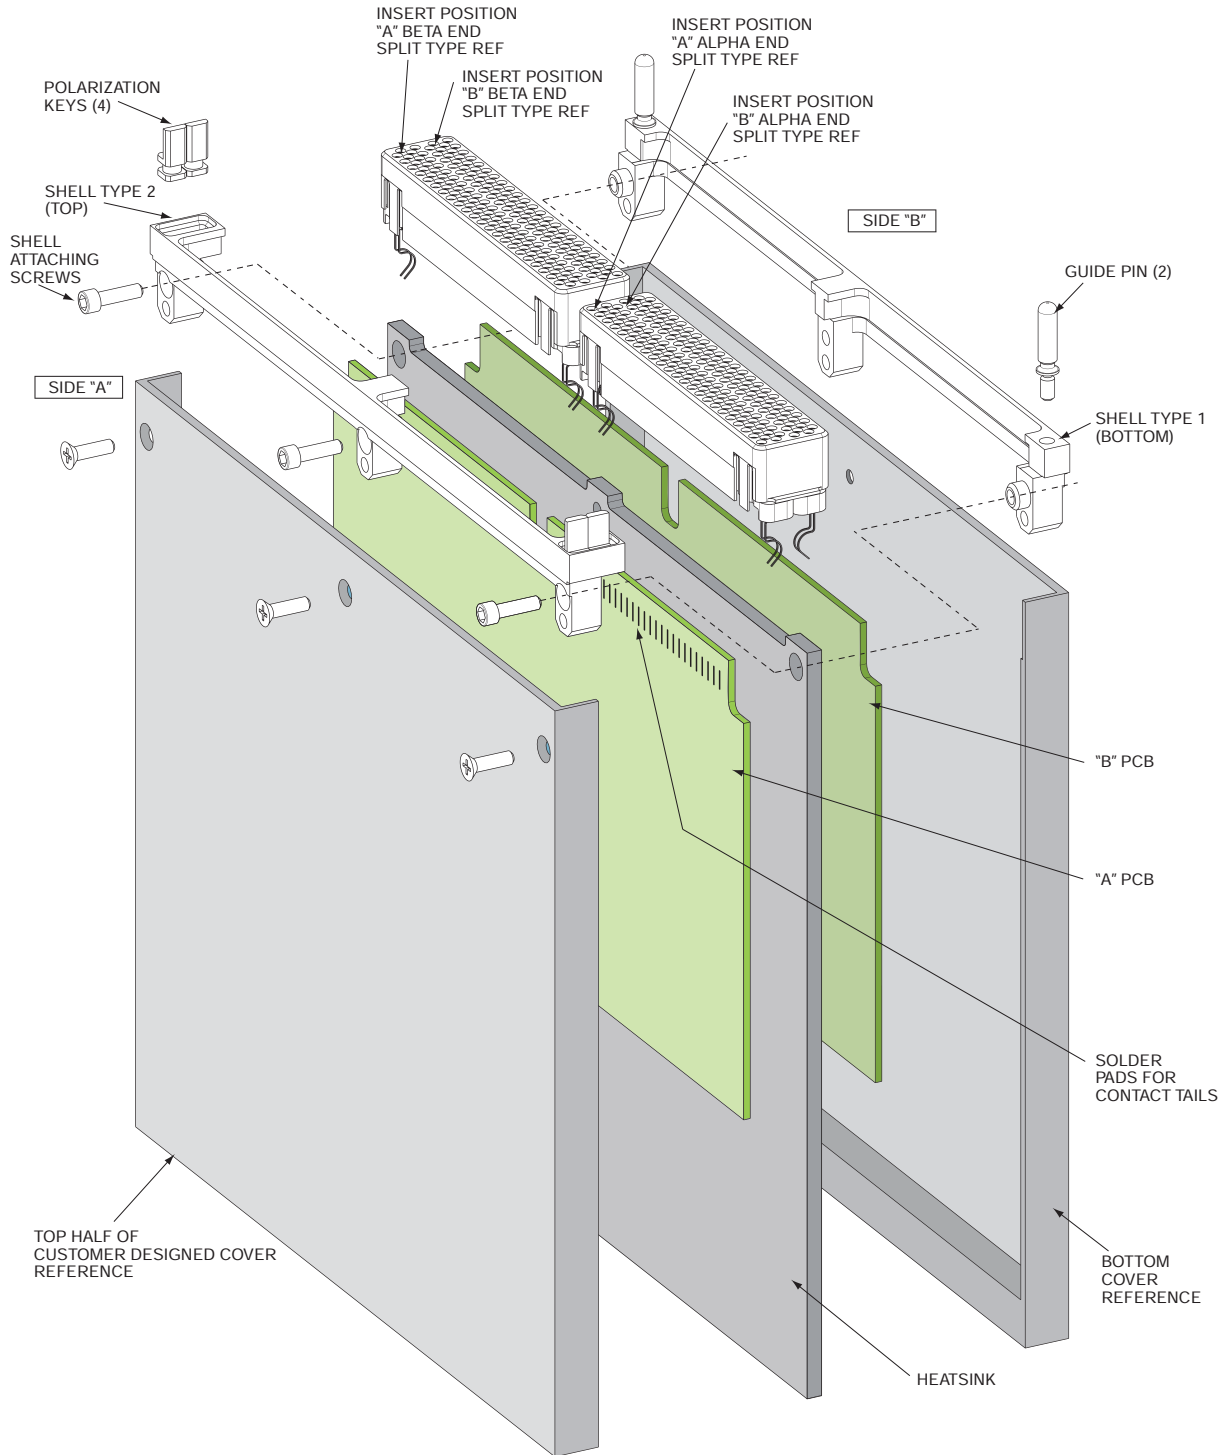 INSERT POSITION
“A” BETA END
SPLIT TYPE REF
INSERT POSITION
“B” BETA END
SPLIT TYPE REF
INSERT POSITION
“A” ALPHA END
SPLIT TYPE REF
INSERT POSITION
“B” ALPHA END
SPLIT TYPE REF
POLARIZATION
KEYS (4)
SHELL TYPE 2
(TOP)
SHELL
ATTACHING
SCREWS
SIDE “B”
GUIDE PIN (2)
SIDE “A”
SHELL TYPE 1
(BOTTOM)
“B” PCB
“A” PCB
SOLDER
PADS FOR
CONTACT TAILS
TOP HALF OF
CUSTOMER DESIGNED COVER
REFERENCE
BOTTOM
COVER
REFERENCE
HEATSINK